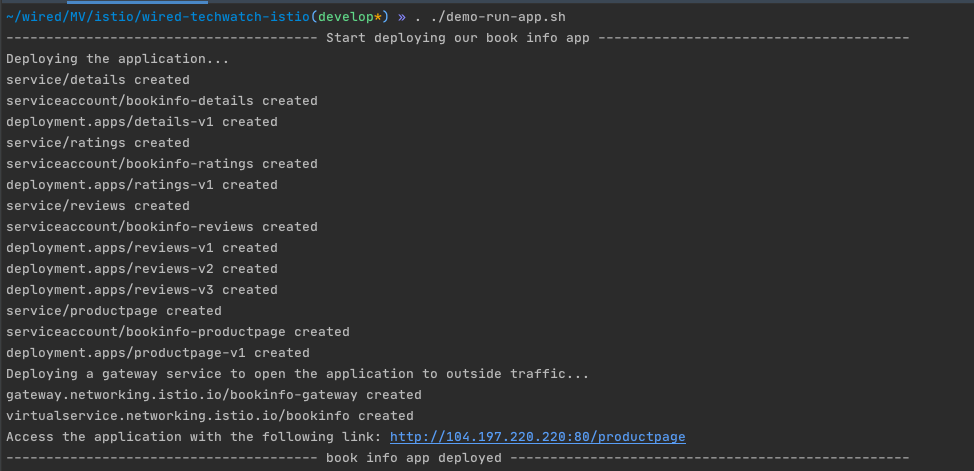 ~/wired/MV/istio/wired-techwatch-istio(develop*) » . ./demo-run-app.sh
--------------------------------------- Start deploying our book info app ---------------------------------------
Deploying the application...
service/details created
serviceaccount/bookinfo-details created
deployment.apps/details-v1 created
service/ratings created
serviceaccount/bookinfo-ratings created
deployment.apps/ratings-v1 created
service/reviews created
serviceaccount/bookinfo-reviews created
deployment.apps/reviews-v1 created
deployment.apps/reviews-v2 created
deployment.apps/reviews-v3 created
service/productpage created
serviceaccount/bookinfo-productpage created
deployment.apps/productpage-v1 created
Deploying a gateway service to open the application to outside traffic...
gateway.networking.istio.io/bookinfo-gateway created
virtualservice.networking.istio.io/bookinfo created
Access the application with the following link: http://104.197.220.220:80/productpage
--------------------------------------- book info app deployed --------------------------------------------------